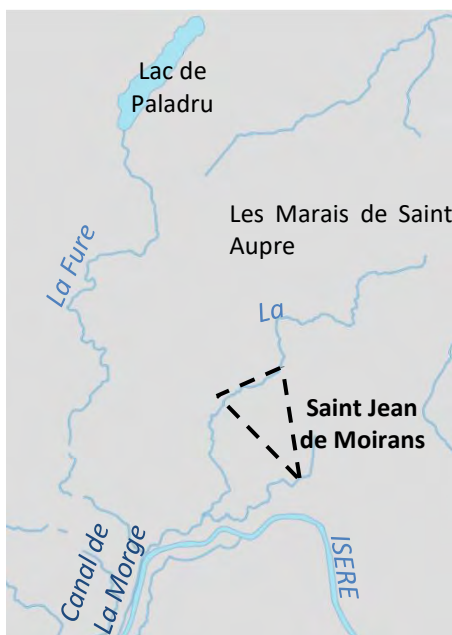 Lac de
Paladru
Les Marais de Saint
Aupre
La Fure
La
Saint Jean
de Moirans
Canal de
La Morge
ISERE